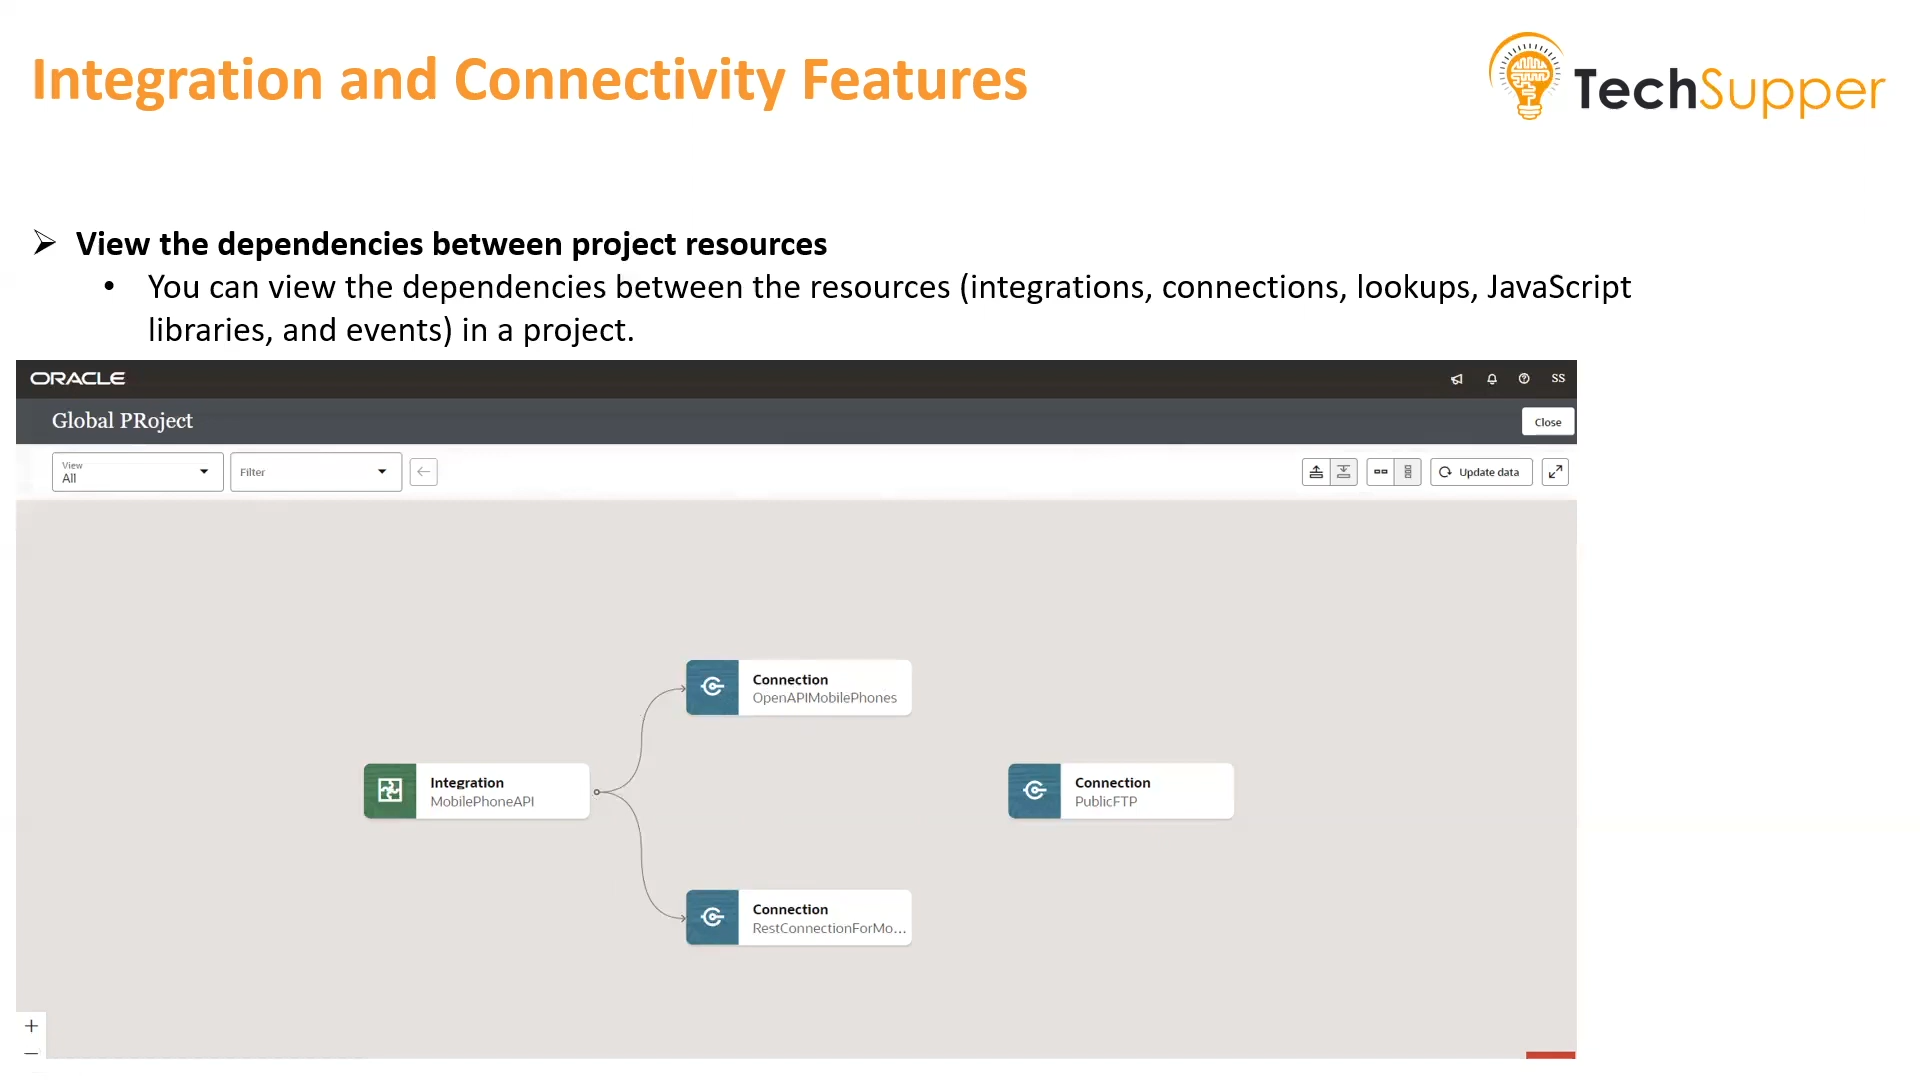 Integration and Connectivity Features
TechSupper
View the dependencies between project resources
• You can view the dependencies between the resources (integrations, connections, lookups, JavaScript
libraries, and events) in a project.
ORACLE
SS
Global PRoject
Close
View
All
Filter
Update data
Connection
OpenAPIMobilePhones
Integration
MobilePhoneAPI
Connection
PublicFTP
Connection
RestConnectionForMo...